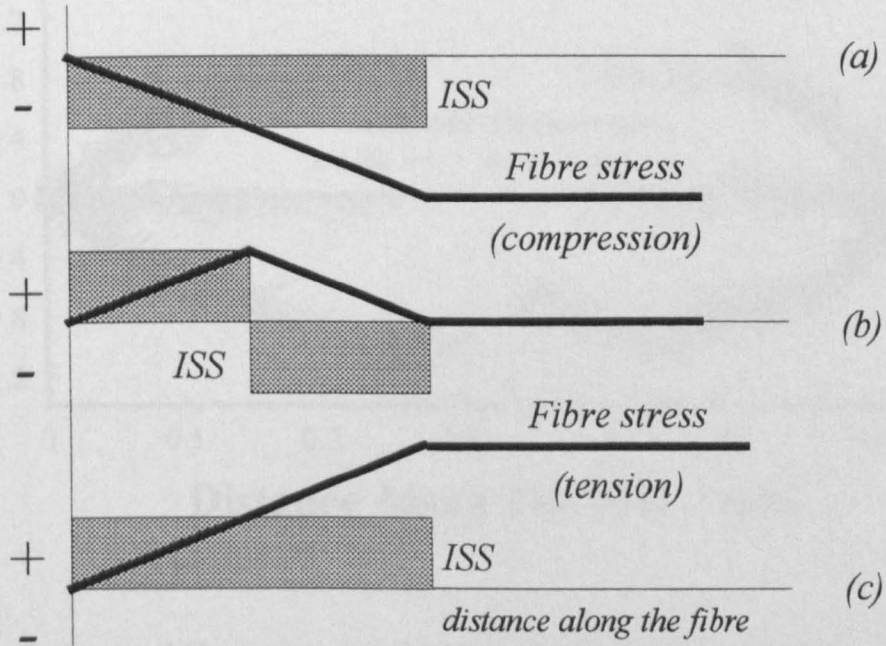 +
(a)
ISS
-
Fibre stress
(compression)
+
(b)
ISS
-
Fibre stress
(tension)
+
ISS
(c)
distance along the fibre
-